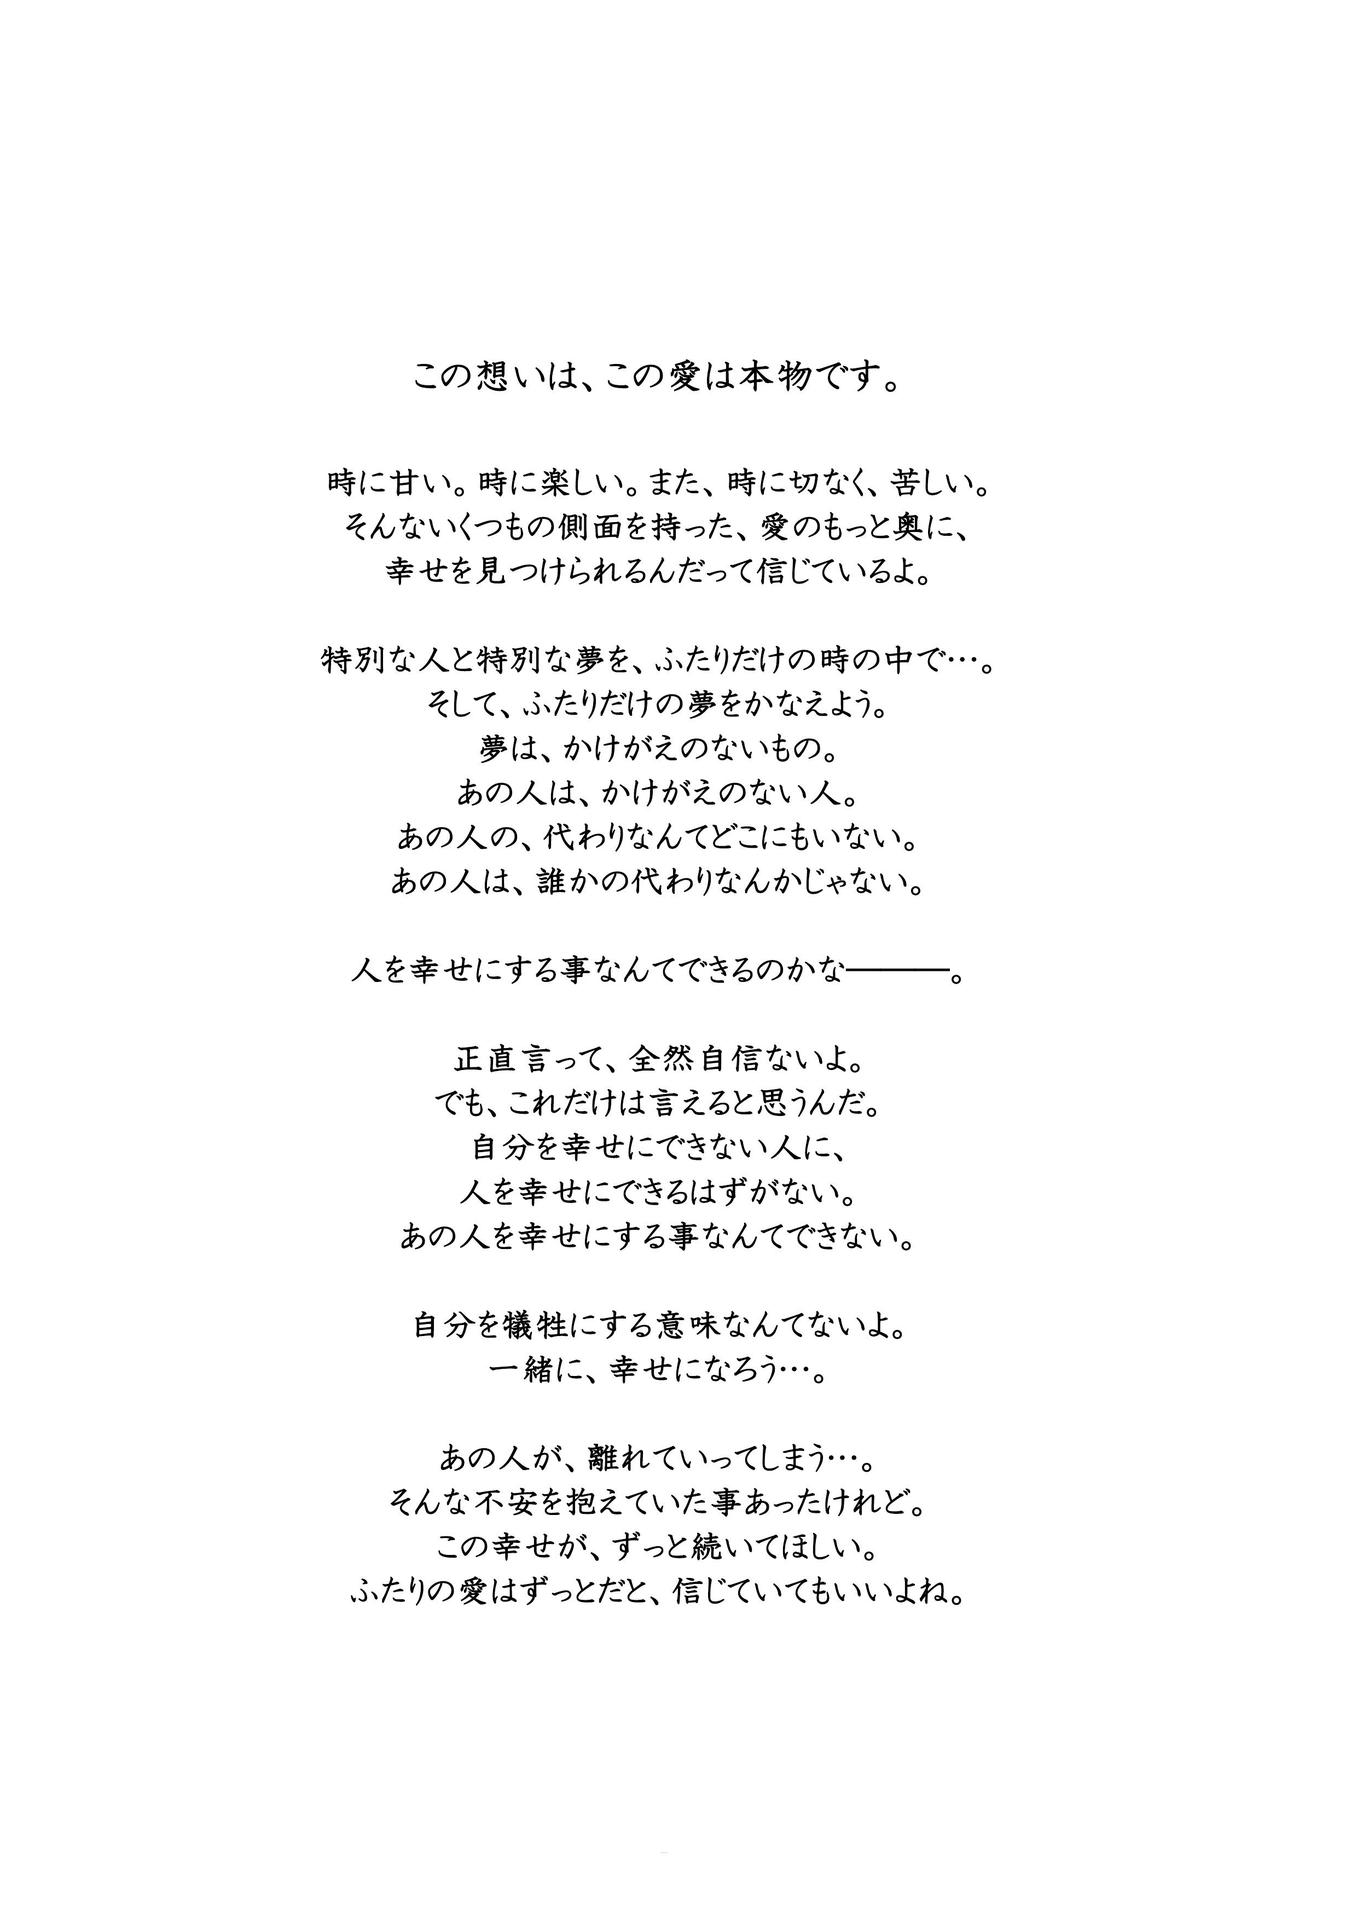 この想いは、この愛は本物です。
時に甘い。時に楽しい。また、時に切なく、苦しい。
そんないくつもの側面を持った、愛のもっと奥に、
幸せを見つけられるんだって信じているよ。
特別な人と特別な夢を、ふたりだけの時の中で…。
そして、ふたりだけの夢をかなえよう。
夢は、かけがえのないもの。
あの人は、かけがえのない人。
あの人の、代わりなんてどこにもいない。
あの人は、誰かの代わりなんかじゃない。
人を幸せにする事なんてできるのかな―――。
正直言って、全然自信ないよ。
でも、これだけは言えると思うんだ。
自分を幸せにできない人に、
人を幸せにできるはずがない。
あの人を幸せにする事なんてできない。
自分を犠牲にする意味なんてないよ。
一緒に、幸せになろう…。
あの人が、離れていってしまう…。
そんな不安を抱えていた事あったけれど。
この幸せが、ずっと続いてほしい。
ふたりの愛はずっとだと、信じていてもいいよね。